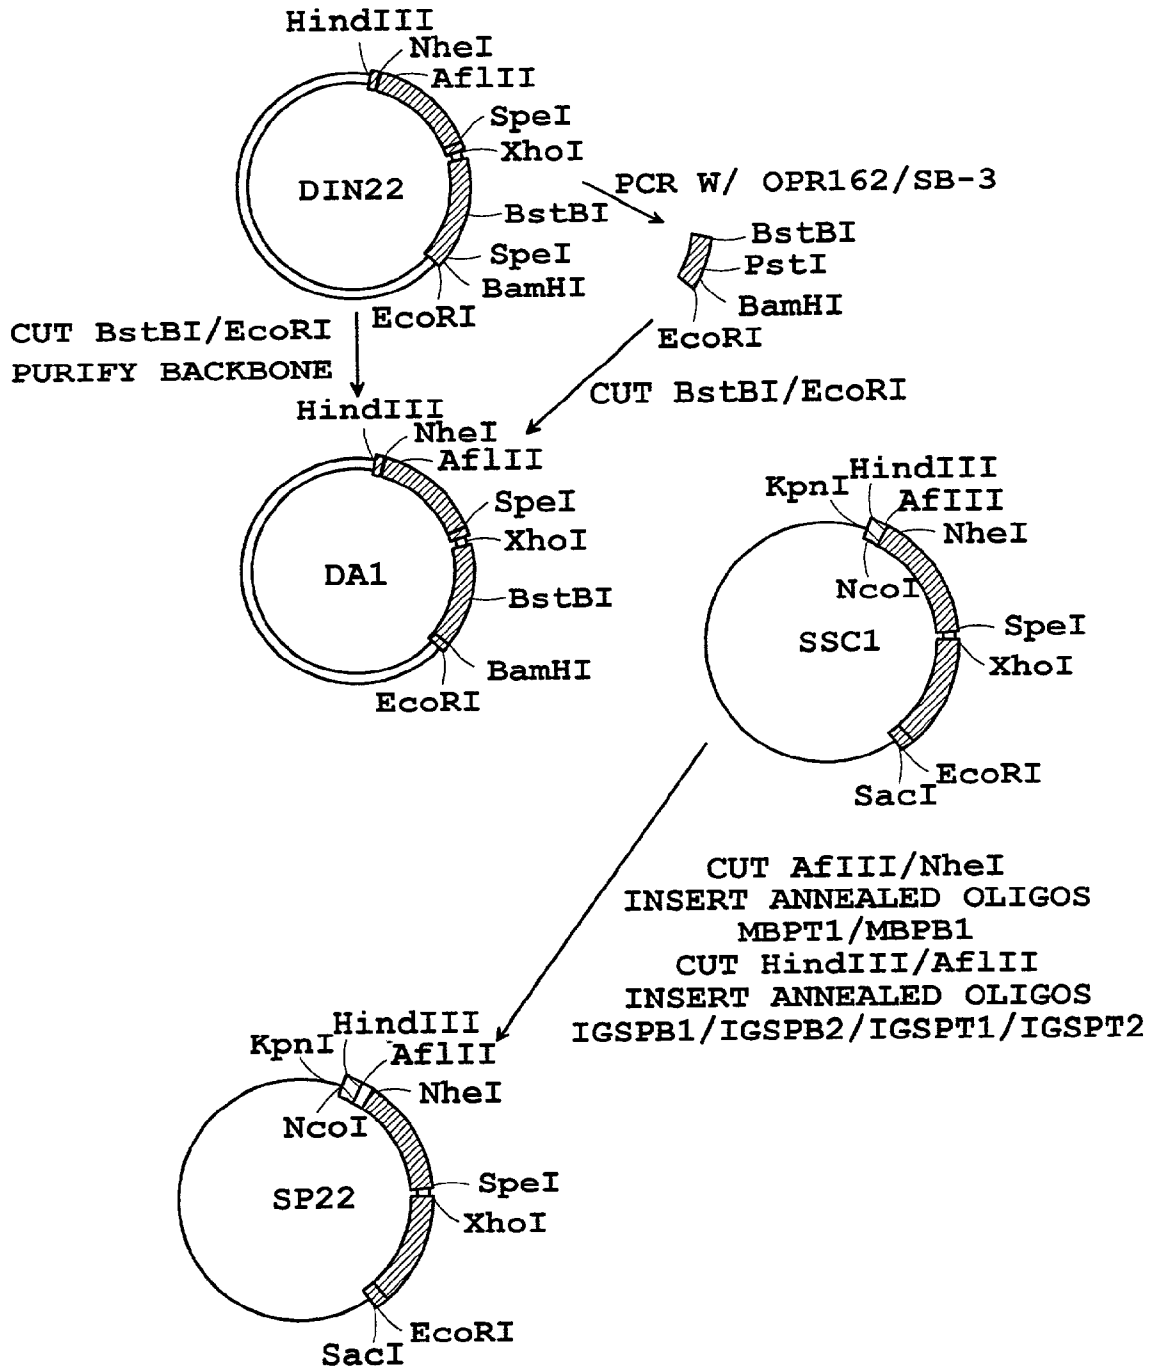 HindIII
NheI
AflII
SpeI
XhoI
DIN22
BstBI
SpeI
BamHI
EcoRI
PCR W/ OPR162/SB-3
BstBI
PstI
BamHI
EcoRI
CUT BstBI/EcoRI
PURIFY BACKBONE
CUT BstBI/EcoRI
HindIII
NheI
AflII
SpeI
XhoI
DA1
BstBI
BamHI
EcoRI
HindIII
KpnI
AfIII
NheI
NcoI
SSC1
SpeI
XhoI
EcoRI
SacI
CUT AfIII/NheI
INSERT ANNEALED OLIGOS
MBPT1/MBPB1
CUT HindIII/AflII
INSERT ANNEALED OLIGOS
IGSPB1/IGSPB2/IGSPT1/IGSPT2
HindIII
KpnI
AflII
NheI
NcoI
SP22
SpeI
XhoI
EcoRI
SacI